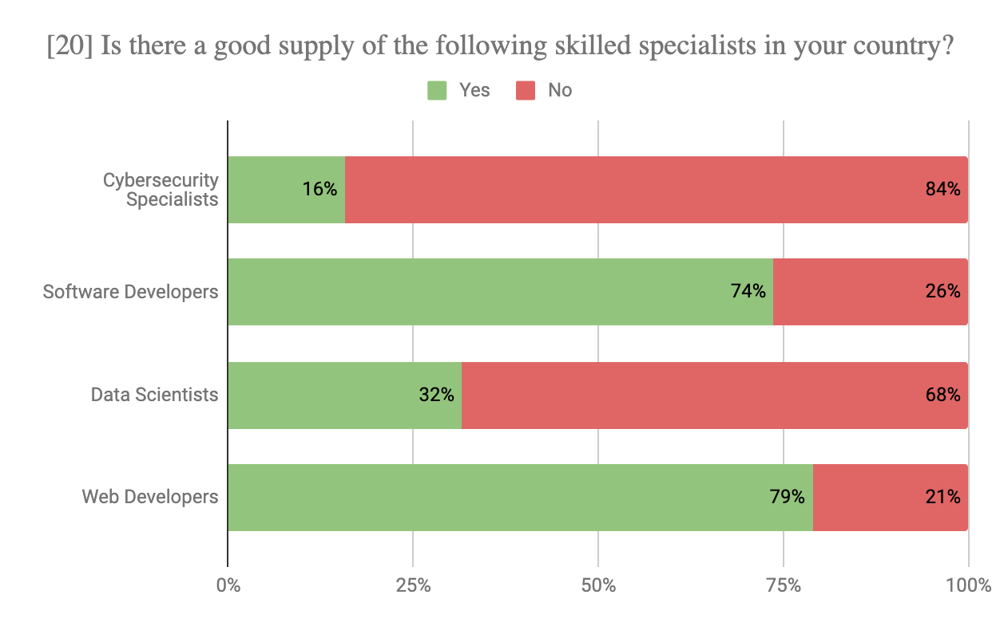 [20] Is there a good supply of the following skilled specialists in your country?
Yes No
Cybersecurity
Specialists
16% 84%
Software Developers 74% 26%
Data Scientists 32% 68%
Web Developers 79% 21%
0% 25% 50% 75% 100%